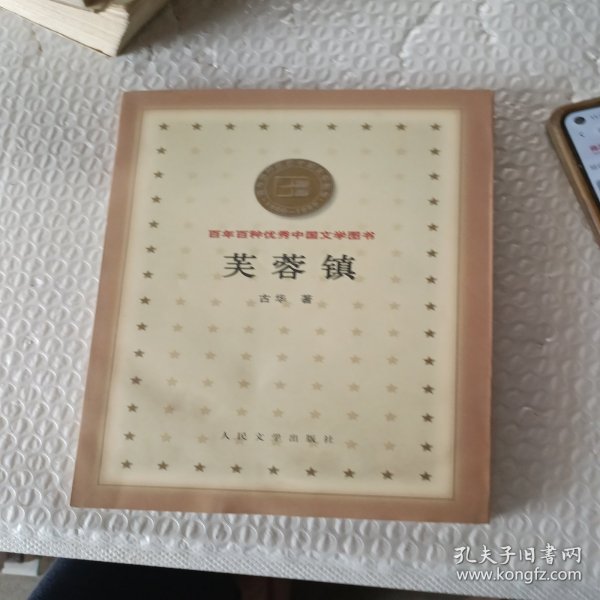 百年百种优秀中国文学图书
芙蓉镇
古华 著
人民文学出版社
孔夫子旧书网
www.kongfz.com